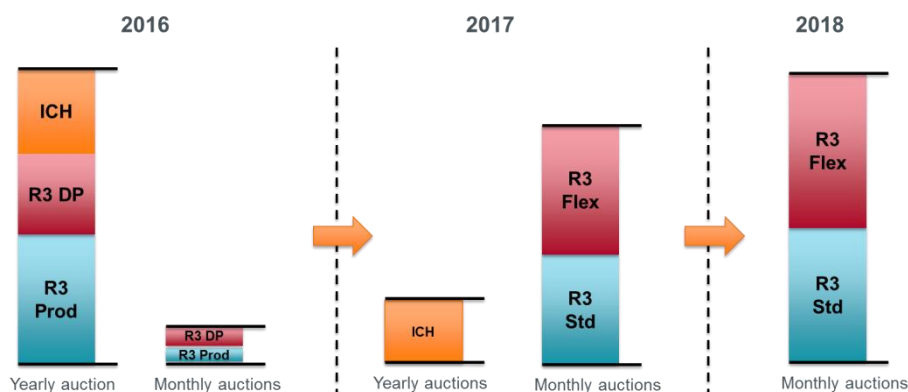 2016
2017
2018
ICH
R3 DP
R3
Prod
R3 DP
R3 Prod
Yearly auction
Monthly auctions
ICH
R3
Flex
R3
Std
Yearly auctions
Monthly auctions
R3
Flex
R3
Std
Monthly auctions